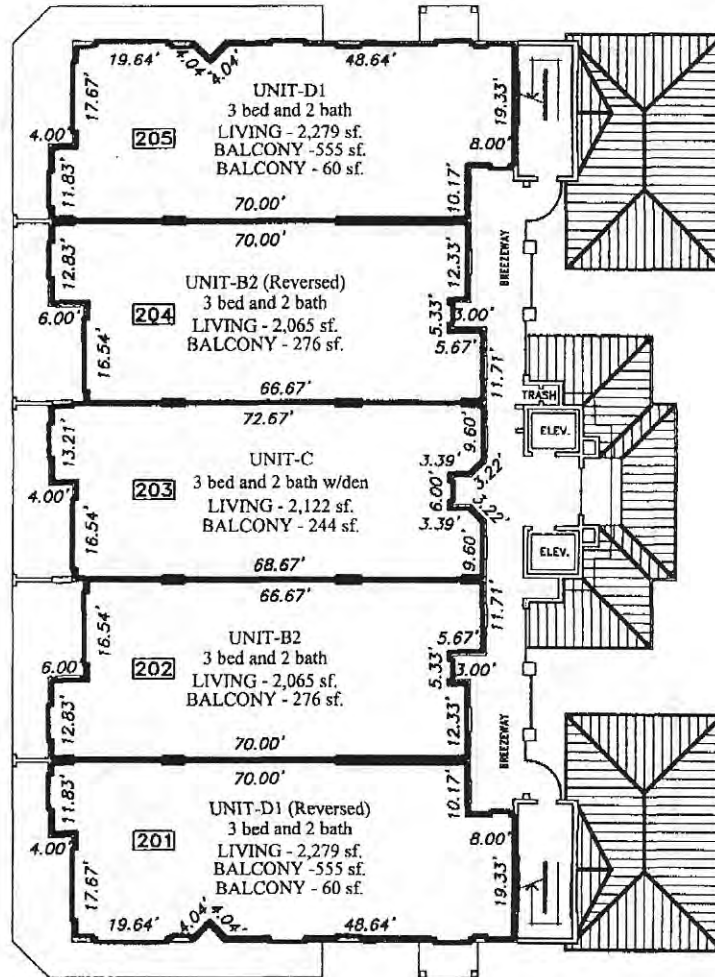 19.64'
4.04'
4.04'
48.64'
17.67'
UNIT-D1
3 bed and 2 bath
LIVING - 2,279 sf.
BALCONY -555 sf.
BALCONY - 60 sf.
19.33'
4.00'
205
8.00'
11.83'
70.00'
10.17'
70.00'
12.83'
UNIT-B2 (Reversed)
3 bed and 2 bath
LIVING - 2,065 sf.
BALCONY - 276 sf.
12.33'
BREEZEWAY
6.00'
204
5.33'
3.00'
5.67'
16.54'
66.67'
11.71'
TRASH
72.67'
13.21'
UNIT-C
3 bed and 2 bath w/den
LIVING - 2,122 sf.
BALCONY - 244 sf.
9.60'
ELEV.
3.39'
3.22'
4.00'
203
6.00'
3.22'
3.39'
16.54'
68.67'
9.60'
ELEV.
66.67'
16.54'
UNIT-B2
3 bed and 2 bath
LIVING - 2,065 sf.
BALCONY - 276 sf.
11.71'
5.67'
6.00'
202
5.33'
3.00'
12.83'
70.00'
12.33'
BREEZEWAY
70.00'
11.83'
UNIT-D1 (Reversed)
3 bed and 2 bath
LIVING - 2,279 sf.
BALCONY -555 sf.
BALCONY - 60 sf.
10.17'
4.00'
201
8.00'
17.67'
19.33'
19.64'
4.04'
4.04'
48.64'